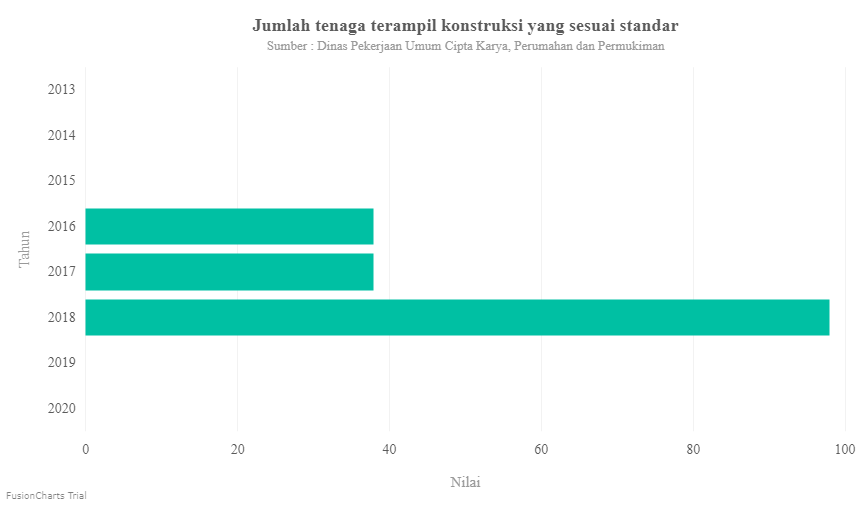 Jumlah tenaga terampil konstruksi yang sesuai standar
Sumber : Dinas Pekerjaan Umum Cipta Karya, Perumahan dan Permukiman
2013
2014
2015
2016
2017
2018
2019
2020
Tahun
0 20 40 60 80 100
Nilai
FusionCharts Trial